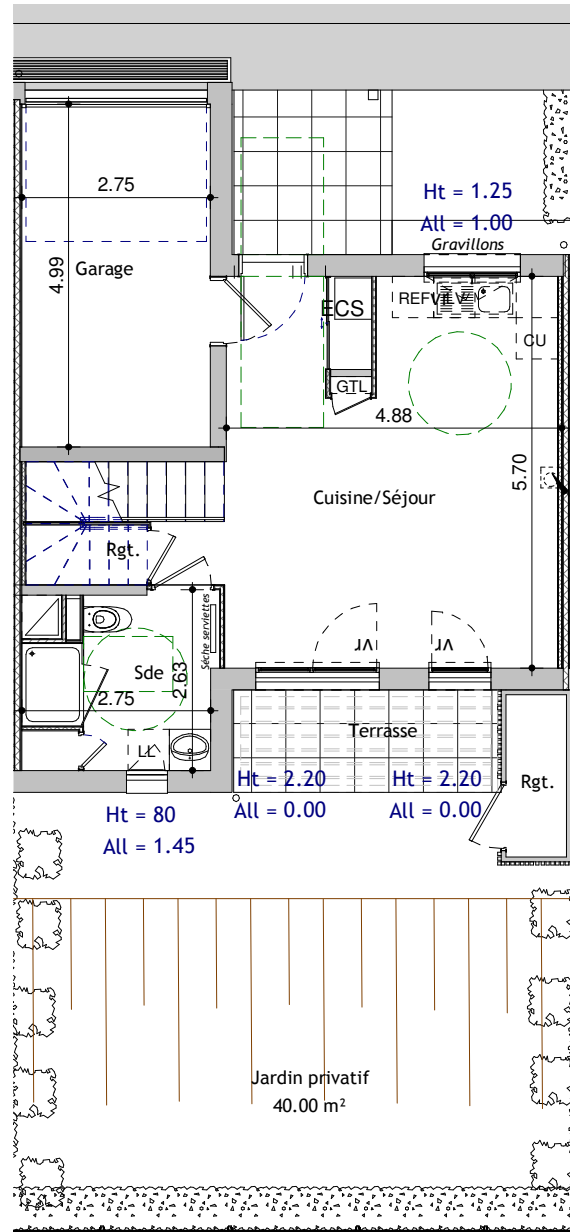 2.75
4.99
Garage
Ht = 1.25
All = 1.00
Gravillons
ECS
REF
LV
CU
GTL
4.88
5.70
Cuisine/Séjour
Rgt.
Sèche serviettes
Sde
2.63
2.75
LL
VR
VR
Terrasse
Rgt.
Ht = 2.20
All = 0.00
Ht = 2.20
All = 0.00
Ht = 80
All = 1.45
Jardin privatif
40.00 m²